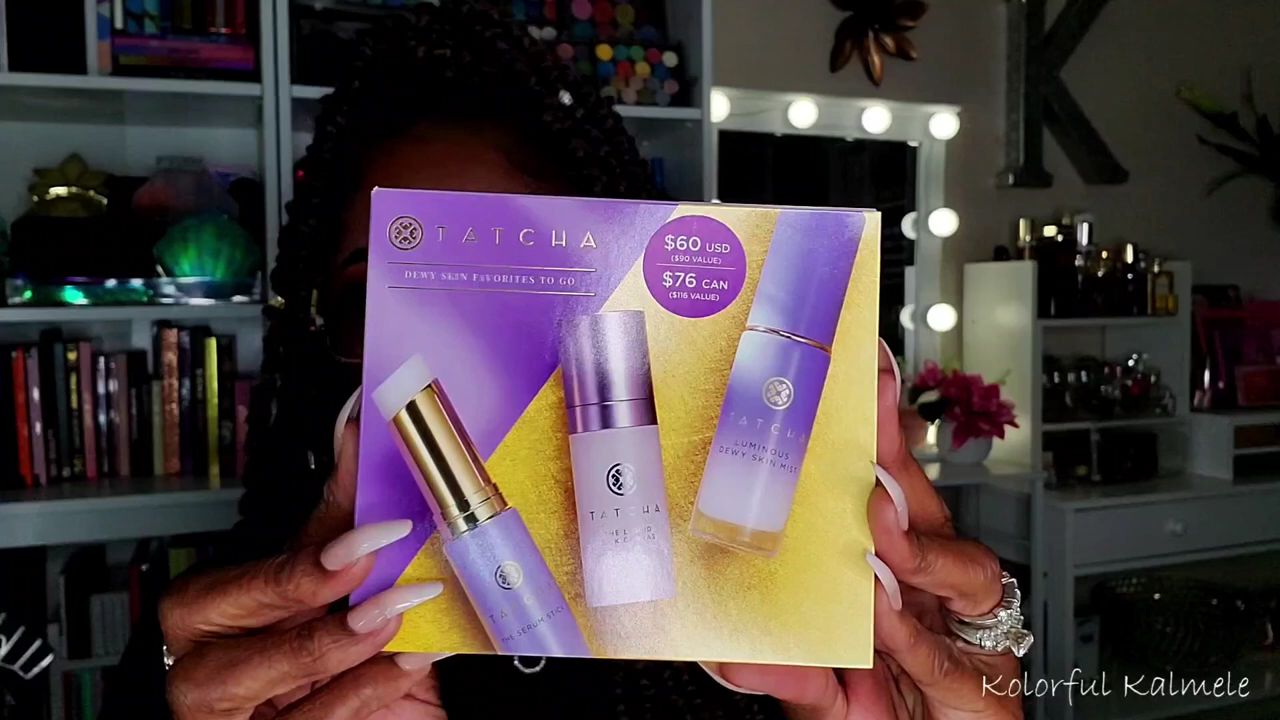 TATCHA
DEWY SKIN FAVORITES TO GO
$60 USD
($90 VALUE)
$76 CAN
($116 VALUE)
TATCHA
LUMINOUS
DEWY SKIN MIST
TATCHA
THE SERUM STICK
K
Kolorful Kalmele